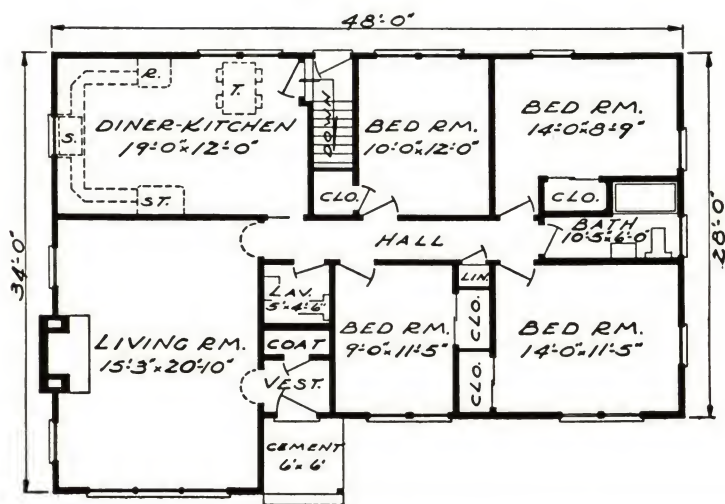 48'-0"
R.
T.
S.
DINER-KITCHEN
19'-0"x12'-0"
ST.
DOWN
CLO.
BED RM.
10'-0"x12'-0"
BED RM.
14'-0"x8'-9"
CLO.
BATH
10'-5"x6'-0"
HALL
34'-0"
28'-0"
LIVING RM.
15'-3"x20'-10"
LAV.
5'x4'-6"
COAT
VEST.
CEMENT
6'x6'
BED RM.
9'-0"x11'-5"
LIN.
CLO.
CLO.
BED RM.
14'-0"x11'-5"